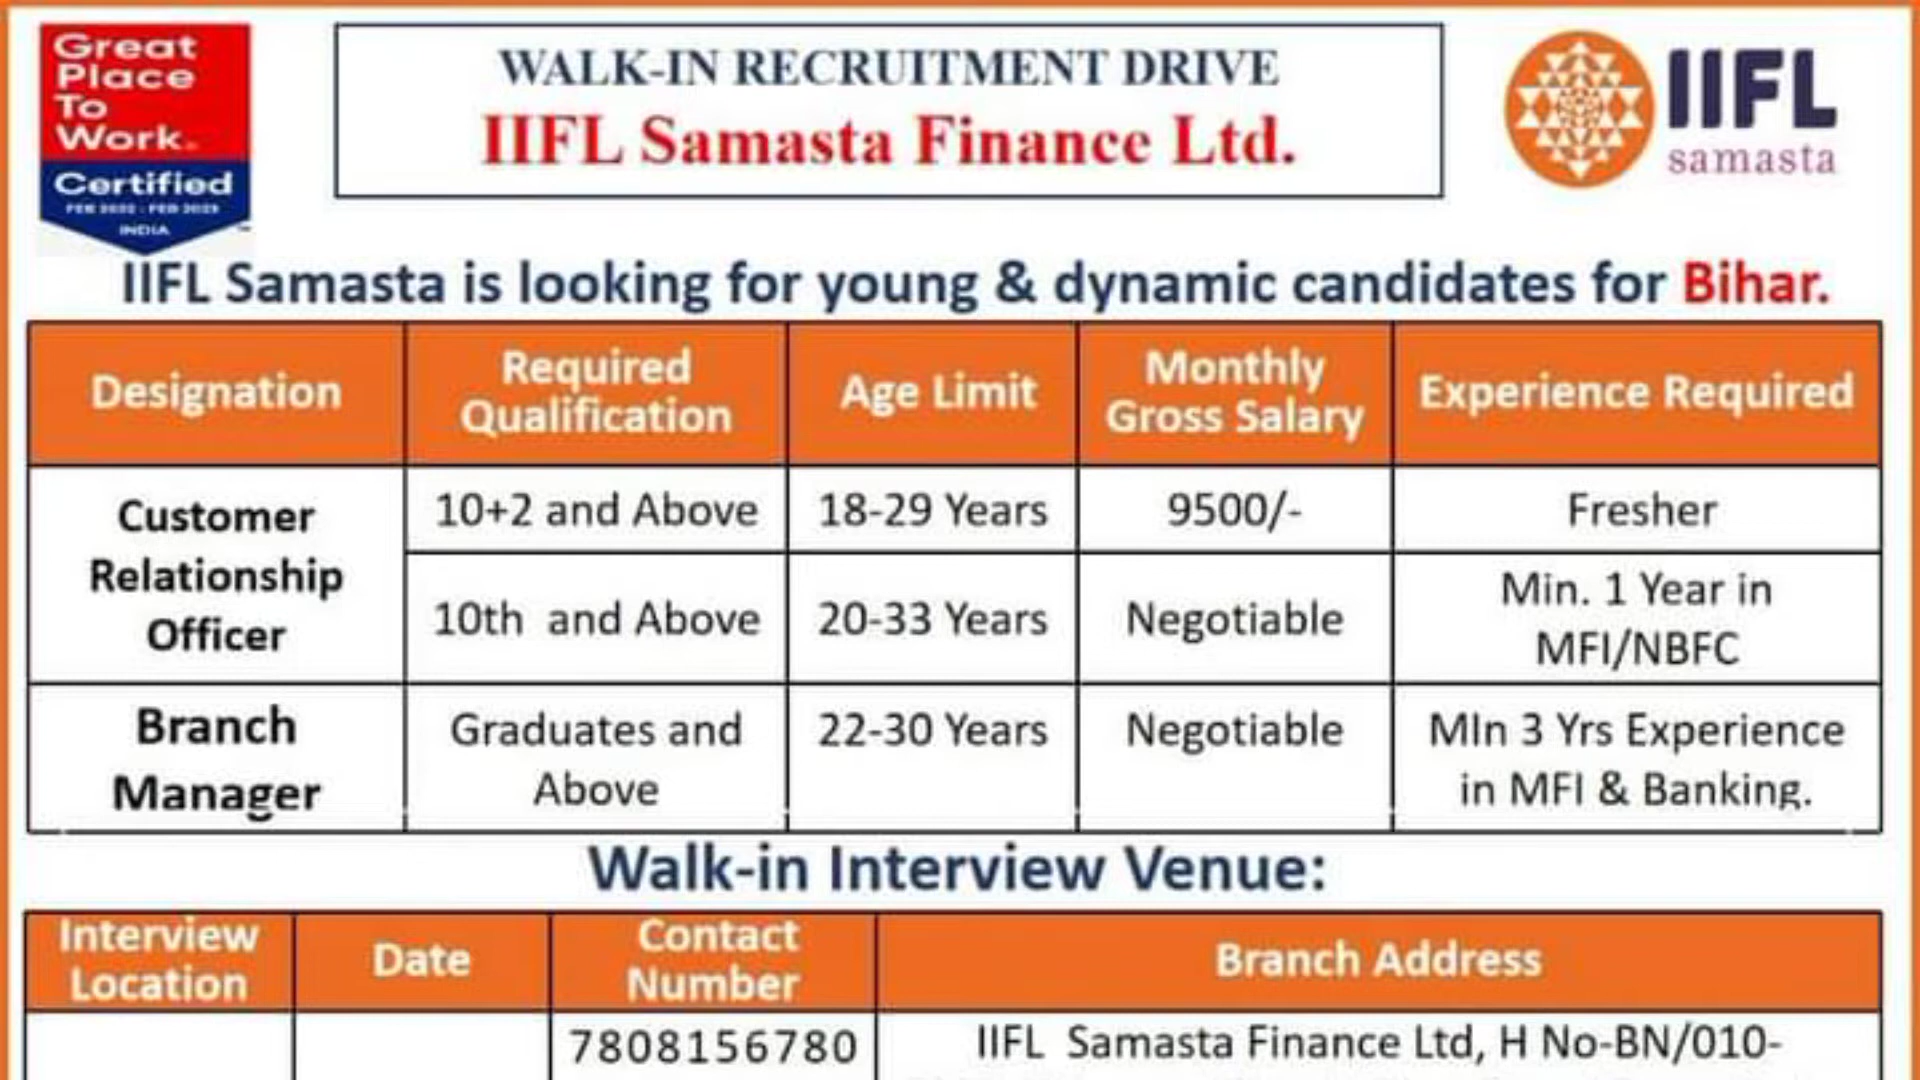 Great
Place
To
Work.
Certified
FEB 2022 - FEB 2023
INDIA
WALK-IN RECRUITMENT DRIVE
IIFL Samasta Finance Ltd.
IIFL
samasta
IIFL Samasta is looking for young & dynamic candidates for Bihar.
Designation
Required
Qualification
Age Limit
Monthly
Gross Salary
Experience Required
Customer
Relationship
Officer
10+2 and Above
18-29 Years
9500/-
Fresher
10th and Above
20-33 Years
Negotiable
Min. 1 Year in
MFI/NBFC
Branch
Manager
Graduates and
Above
22-30 Years
Negotiable
MIn 3 Yrs Experience
in MFI & Banking.
Walk-in Interview Venue:
Interview
Location
Date
Contact
Number
Branch Address
7808156780
IIFL Samasta Finance Ltd, H No-BN/010-